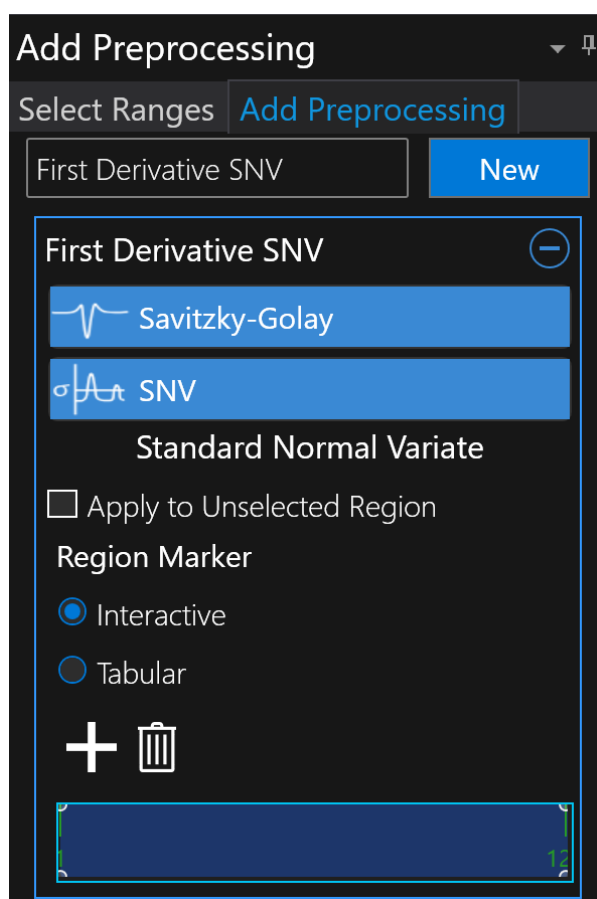 Add Preprocessing
Select Ranges Add Preprocessing
First Derivative SNV New
First Derivative SNV
Savitzky-Golay
σ SNV
Standard Normal Variate
Apply to Unselected Region
Region Marker
Interactive
Tabular
1 12